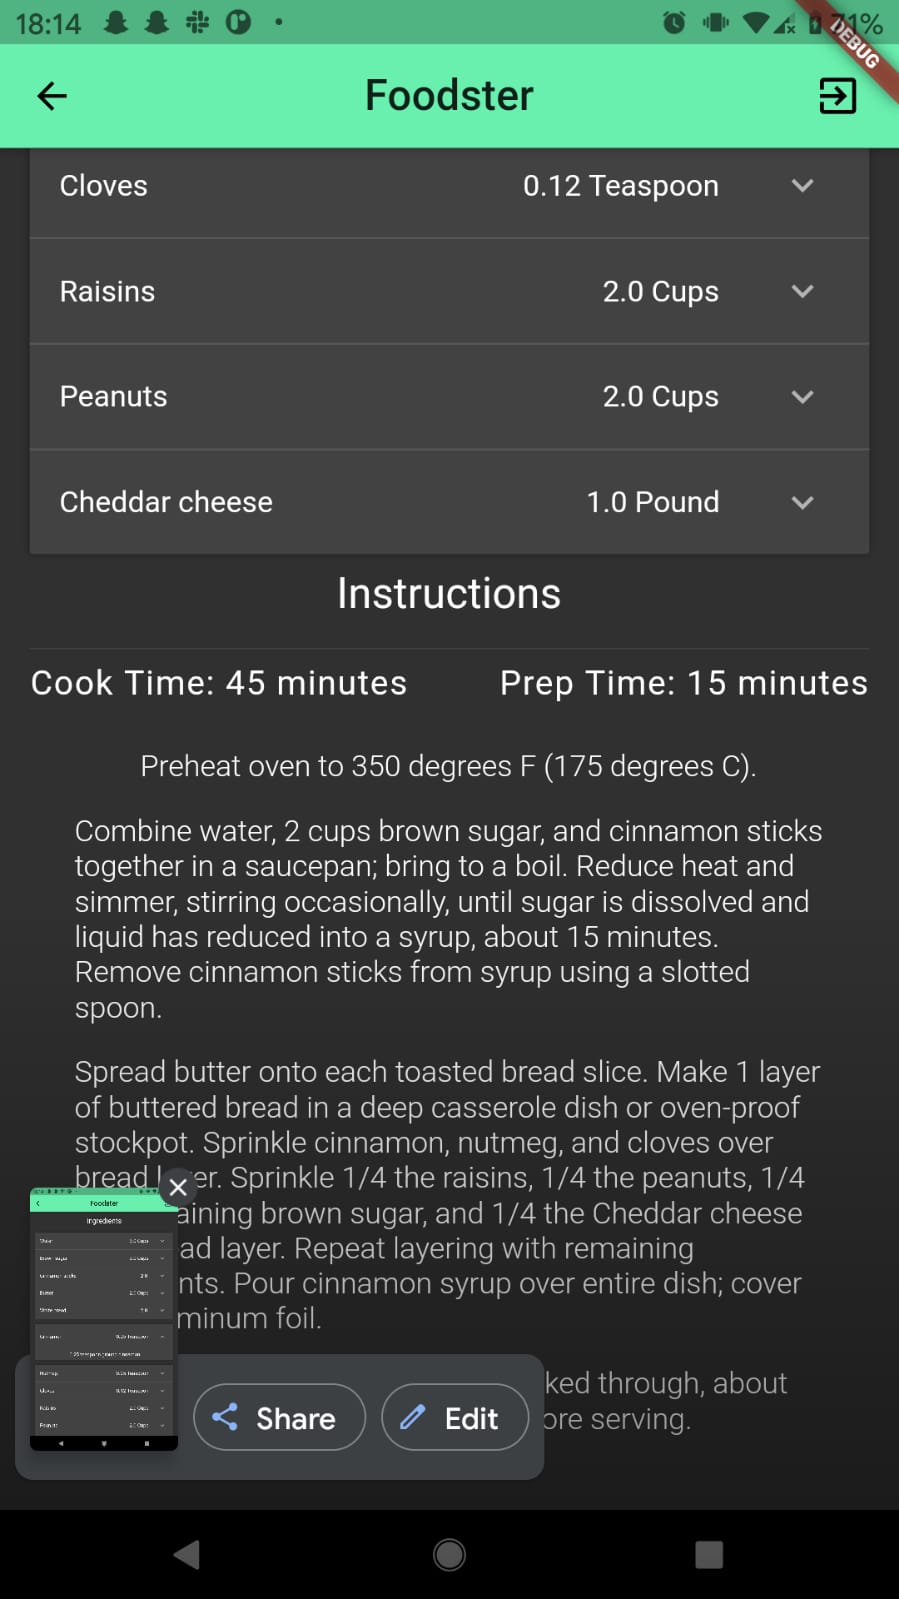 18:14
71%
DEBUG
Foodster
Cloves 0.12 Teaspoon
Raisins 2.0 Cups
Peanuts 2.0 Cups
Cheddar cheese 1.0 Pound
Instructions
Cook Time: 45 minutes Prep Time: 15 minutes
Preheat oven to 350 degrees F (175 degrees C).
Combine water, 2 cups brown sugar, and cinnamon sticks
together in a saucepan; bring to a boil. Reduce heat and
simmer, stirring occasionally, until sugar is dissolved and
liquid has reduced into a syrup, about 15 minutes.
Remove cinnamon sticks from syrup using a slotted
spoon.
Spread butter onto each toasted bread slice. Make 1 layer
of buttered bread in a deep casserole dish or oven-proof
stockpot. Sprinkle cinnamon, nutmeg, and cloves over
bread er. Sprinkle 1/4 the raisins, 1/4 the peanuts, 1/4
aining brown sugar, and 1/4 the Cheddar cheese
ad layer. Repeat layering with remaining
nts. Pour cinnamon syrup over entire dish; cover
minum foil.
ked through, about
ore serving.
Foodster
Ingredients
Share
Edit